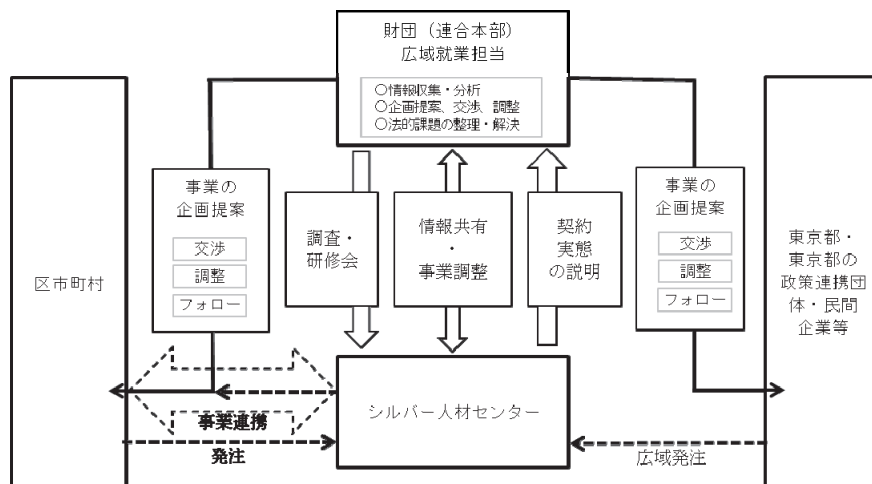 財団（連合本部）
広域就業担当
○情報収集・分析
○企画提案、交渉、調整
○法的課題の整理・解決
区市町村
事業の
企画提案
交渉
調整
フォロー
調査・
研修会
情報共有
・
事業調整
契約
実態
の説明
事業の
企画提案
交渉
調整
フォロー
東京都・
東京都の
政策連携団
体・民間
企業等
シルバー人材センター
事業連携
発注
広域発注